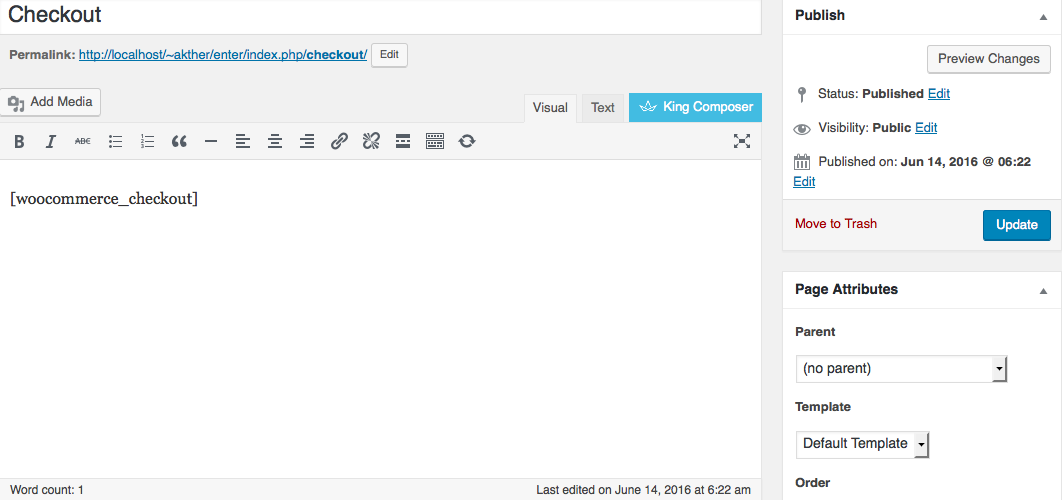 Checkout
Permalink: http://localhost/~akther/enter/index.php/checkout/ Edit
Add Media
Visual Text King Composer
B I ABC
[woocommerce_checkout]
Word count: 1 Last edited on June 14, 2016 at 6:22 am
Publish
Preview Changes
Status: Published Edit
Visibility: Public Edit
Published on: Jun 14, 2016 @ 06:22
Edit
Move to Trash Update
Page Attributes
Parent
(no parent)
Template
Default Template
Order